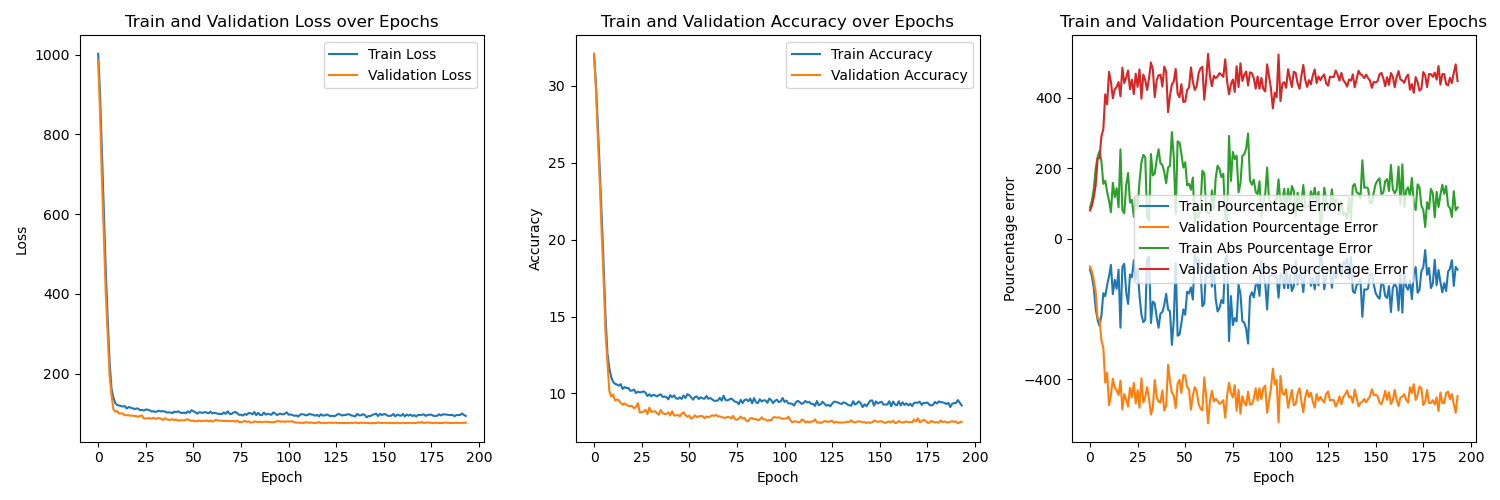 Train and Validation Loss over Epochs
1000
800
600
400
200
0
25
50
75
100
125
150
175
200
Loss
Epoch
Train Loss
Validation Loss
Train and Validation Accuracy over Epochs
30
25
20
15
10
0
25
50
75
100
125
150
175
200
Accuracy
Epoch
Train Accuracy
Validation Accuracy
Train and Validation Pourcentage Error over Epochs
400
200
0
−200
−400
0
25
50
75
100
125
150
175
200
Pourcentage error
Epoch
Train Pourcentage Error
Validation Pourcentage Error
Train Abs Pourcentage Error
Validation Abs Pourcentage Error